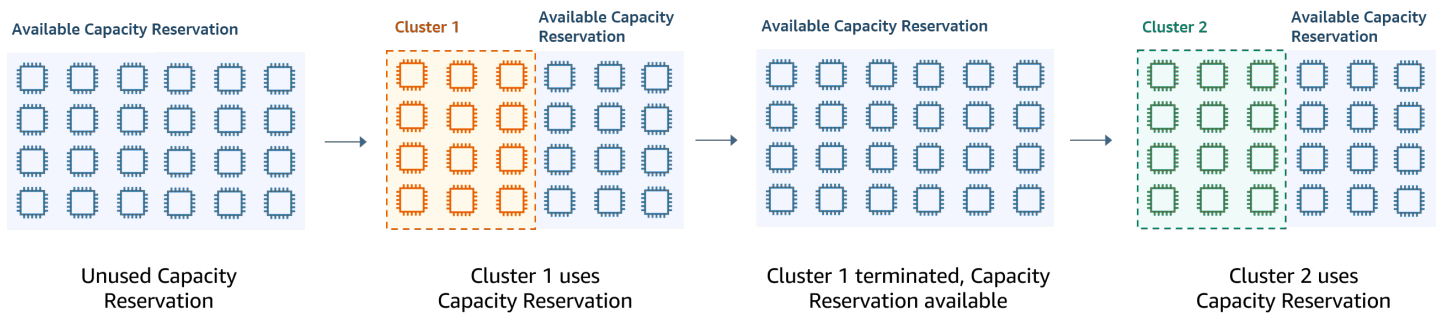 Available Capacity Reservation
Unused Capacity
Reservation
Cluster 1
Available Capacity
Reservation
Cluster 1 uses
Capacity Reservation
Available Capacity Reservation
Cluster 1 terminated, Capacity
Reservation available
Cluster 2
Available Capacity
Reservation
Cluster 2 uses
Capacity Reservation